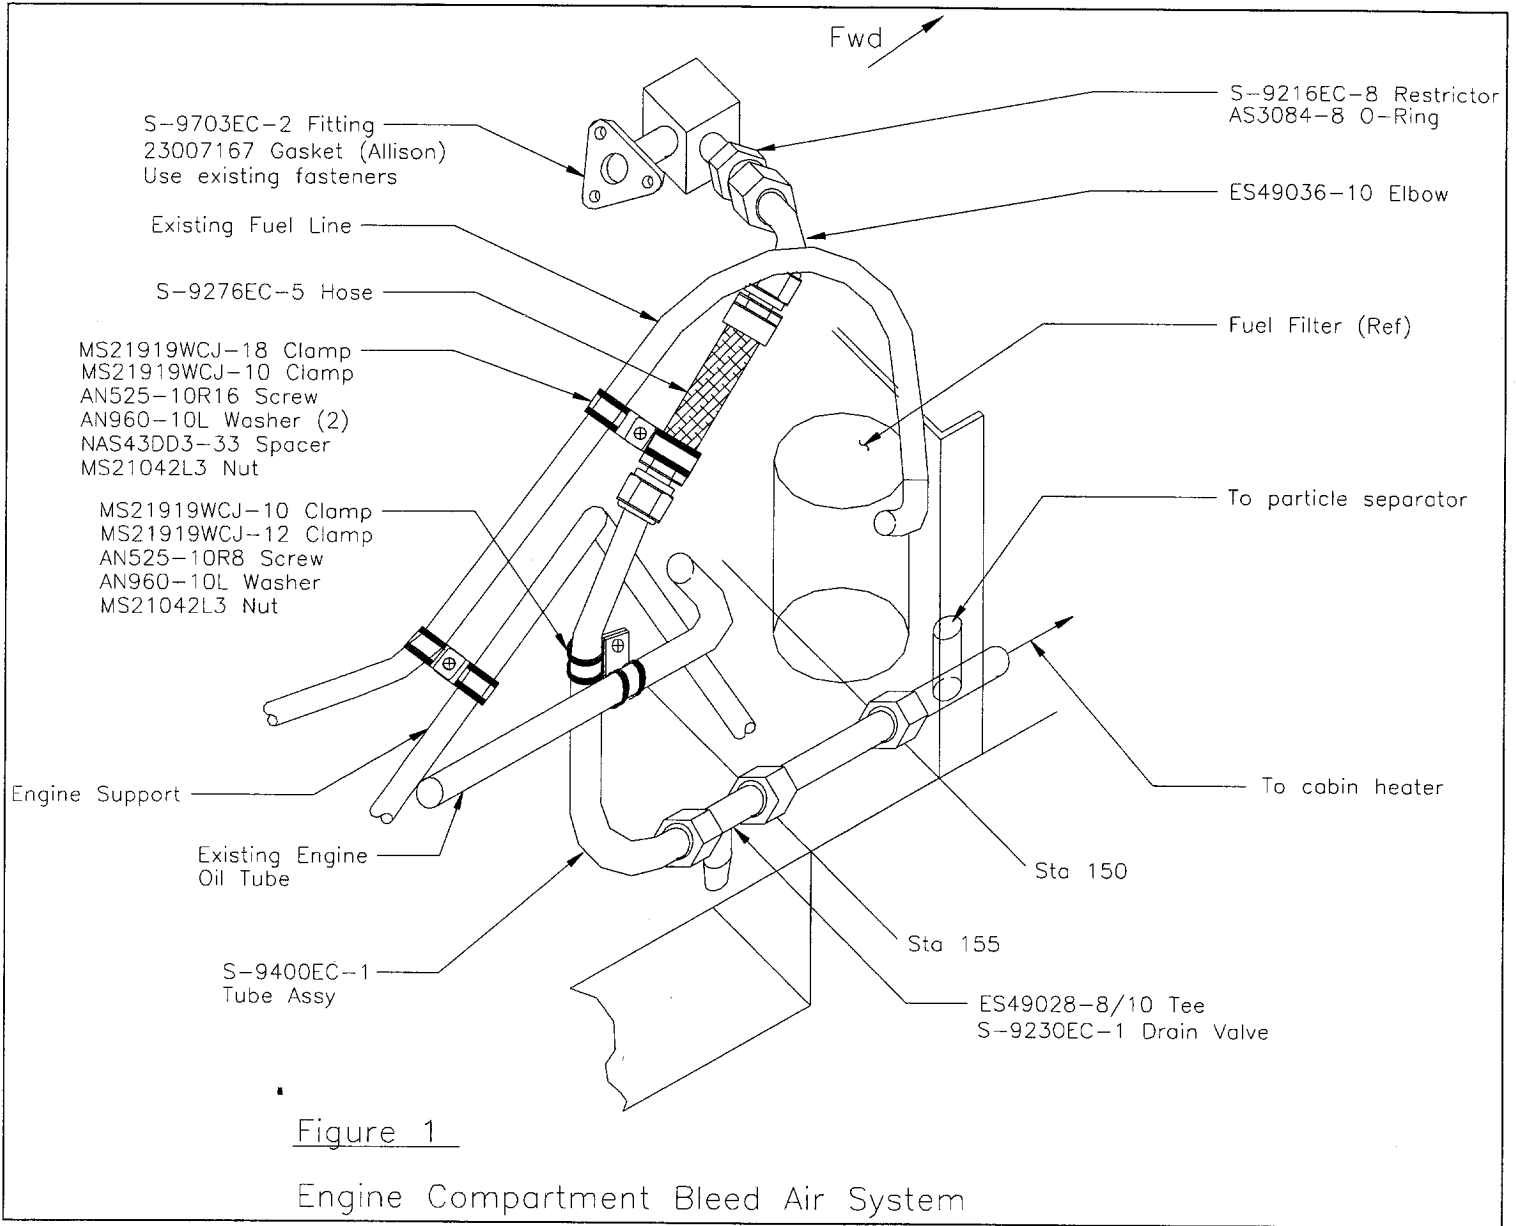 Fwd
S-9216EC-8 Restrictor
AS3084-8 O-Ring
S-9703EC-2 Fitting
23007167 Gasket (Allison)
Use existing fasteners
ES49036-10 Elbow
Existing Fuel Line
S-9276EC-5 Hose
Fuel Filter (Ref)
MS21919WCJ-18 Clamp
MS21919WCJ-10 Clamp
AN525-10R16 Screw
AN960-10L Washer (2)
NAS43DD3-33 Spacer
MS21042L3 Nut
To particle separator
MS21919WCJ-10 Clamp
MS21919WCJ-12 Clamp
AN525-10R8 Screw
AN960-10L Washer
MS21042L3 Nut
Engine Support
To cabin heater
Existing Engine
Oil Tube
Sta 150
Sta 155
S-9400EC-1
Tube Assy
ES49028-8/10 Tee
S-9230EC-1 Drain Valve
Figure 1
Engine Compartment Bleed Air System